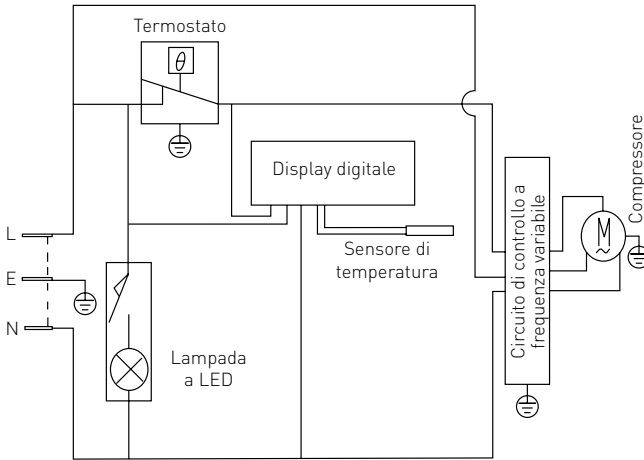 Termostato
θ
Display digitale
Sensore di
temperatura
L
E
N
Lampada
a LED
Circuito di controllo a
frequenza variabile
M
~
Compressore